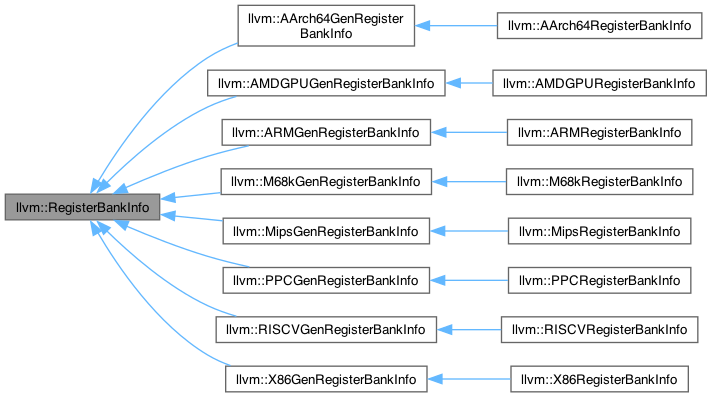 llvm::AArch64GenRegister
BankInfo
llvm::AArch64RegisterBankInfo
llvm::AMDGPUGenRegisterBankInfo
llvm::AMDGPURegisterBankInfo
llvm::ARMGenRegisterBankInfo
llvm::ARMRegisterBankInfo
llvm::M68kGenRegisterBankInfo
llvm::M68kRegisterBankInfo
llvm::RegisterBankInfo
llvm::MipsGenRegisterBankInfo
llvm::MipsRegisterBankInfo
llvm::PPCGenRegisterBankInfo
llvm::PPCRegisterBankInfo
llvm::RISCVGenRegisterBankInfo
llvm::RISCVRegisterBankInfo
llvm::X86GenRegisterBankInfo
llvm::X86RegisterBankInfo